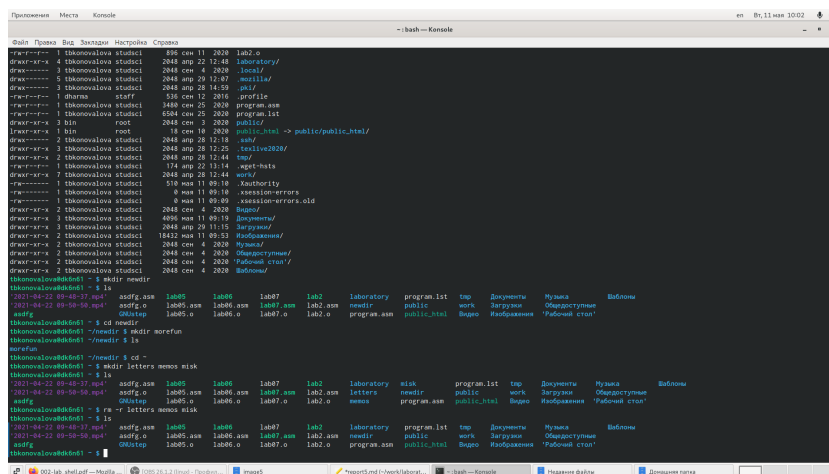 Приложения Места Konsole en Вт, 11 мая 10:02
~ : bash — Konsole
Файл Правка Вид Закладки Настройка Справка
-rw-r--r-- 1 tbkonovalova studsci 896 сен 11 2020 lab2.o
drwxr-xr-x 4 tbkonovalova studsci 2048 апр 22 12:48 laboratory/
drwx------ 3 tbkonovalova studsci 2048 сен 4 2020 .local/
drwx------ 5 tbkonovalova studsci 2048 апр 29 12:07 .mozilla/
drwx------ 3 tbkonovalova studsci 2048 апр 28 14:59 .pki/
-rw-r--r-- 1 dharma staff 536 сен 12 2016 .profile
-rw-r--r-- 1 tbkonovalova studsci 3480 сен 25 2020 program.asm
-rw-r--r-- 1 tbkonovalova studsci 6504 сен 25 2020 program.lst
drwxr-xr-x 3 bin root 2048 сен 3 2020 public/
lrwxr-xr-x 1 bin root 18 сен 10 2020 public_html -> public/public_html/
drwx------ 2 tbkonovalova studsci 2048 апр 28 12:18 .ssh/
drwxr-xr-x 3 tbkonovalova studsci 2048 апр 28 12:25 .texlive2020/
drwxr-xr-x 2 tbkonovalova studsci 2048 апр 28 12:44 tmp/
-rw-r--r-- 1 tbkonovalova studsci 174 апр 22 13:14 .wget-hsts
drwxr-xr-x 7 tbkonovalova studsci 2048 апр 28 12:44 work/
-rw------- 1 tbkonovalova studsci 510 мая 11 09:10 .Xauthority
-rw------- 1 tbkonovalova studsci 0 мая 11 09:10 .xsession-errors
-rw------- 1 tbkonovalova studsci 0 мая 11 09:09 .xsession-errors.old
drwxr-xr-x 2 tbkonovalova studsci 2048 сен 4 2020 Видео/
drwxr-xr-x 3 tbkonovalova studsci 4096 мая 11 09:19 Документы/
drwxr-xr-x 3 tbkonovalova studsci 2048 апр 29 11:15 Загрузки/
drwxr-xr-x 2 tbkonovalova studsci 18432 мая 11 09:53 Изображения/
drwxr-xr-x 2 tbkonovalova studsci 2048 сен 4 2020 Музыка/
drwxr-xr-x 2 tbkonovalova studsci 2048 сен 4 2020 Общедоступные/
drwxr-xr-x 2 tbkonovalova studsci 2048 сен 4 2020 'Рабочий стол'/
drwxr-xr-x 2 tbkonovalova studsci 2048 сен 4 2020 Шаблоны/
tbkonovalova@dk6n61 ~ $ mkdir newdir
tbkonovalova@dk6n61 ~ $ ls
'2021-04-22 09-48-37.mp4' asdfg.asm lab05 lab06 lab07 lab2 laboratory program.lst tmp Документы Музыка Шаблоны
'2021-04-22 09-50-50.mp4' asdfg.o lab05.asm lab06.asm lab07.asm lab2.asm newdir public work Загрузки Общедоступные
asdfg GNUstep lab05.o lab06.o lab07.o lab2.o program.asm public_html Видео Изображения 'Рабочий стол'
tbkonovalova@dk6n61 ~ $ cd newdir
tbkonovalova@dk6n61 ~/newdir $ mkdir morefun
tbkonovalova@dk6n61 ~/newdir $ ls
morefun
tbkonovalova@dk6n61 ~/newdir $ cd ~
tbkonovalova@dk6n61 ~ $ mkdir letters memos misk
tbkonovalova@dk6n61 ~ $ ls
'2021-04-22 09-48-37.mp4' asdfg.asm lab05 lab06 lab07 lab2 laboratory misk program.lst tmp Документы Музыка Шаблоны
'2021-04-22 09-50-50.mp4' asdfg.o lab05.asm lab06.asm lab07.asm lab2.asm letters newdir public work Загрузки Общедоступные
asdfg GNUstep lab05.o lab06.o lab07.o lab2.o memos program.asm public_html Видео Изображения 'Рабочий стол'
tbkonovalova@dk6n61 ~ $ rm -r letters memos misk
tbkonovalova@dk6n61 ~ $ ls
'2021-04-22 09-48-37.mp4' asdfg.asm lab05 lab06 lab07 lab2 laboratory program.lst tmp Документы Музыка Шаблоны
'2021-04-22 09-50-50.mp4' asdfg.o lab05.asm lab06.asm lab07.asm lab2.asm newdir public work Загрузки Общедоступные
asdfg GNUstep lab05.o lab06.o lab07.o lab2.o program.asm public_html Видео Изображения 'Рабочий стол'
tbkonovalova@dk6n61 ~ $
002-lab_shell.pdf — Mozilla ... image5 *report5.md (~/work/laborat... ~ : bash — Konsole Недавние файлы Домашняя папка